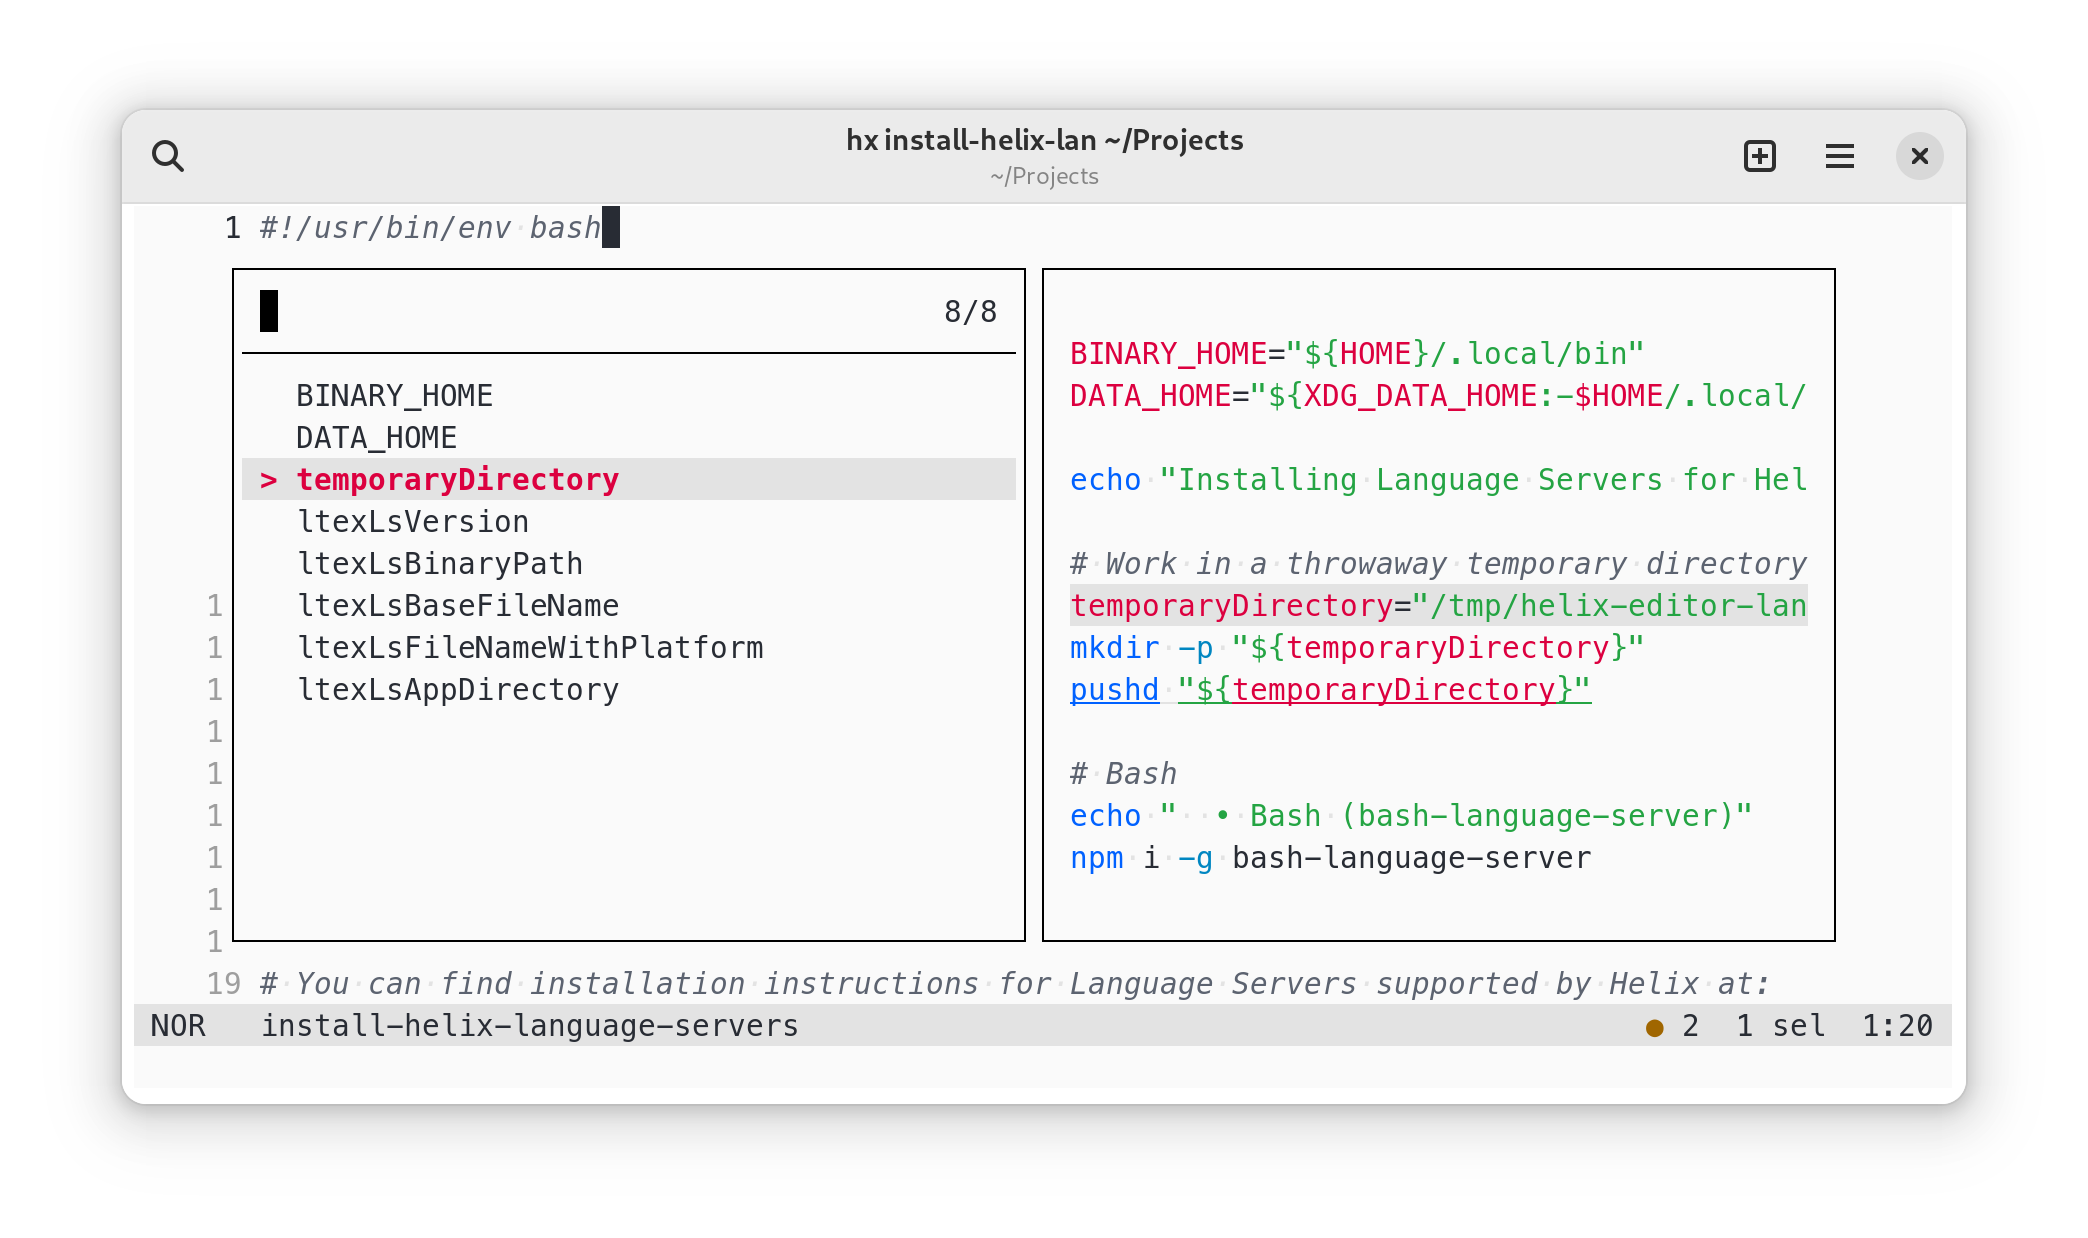 hx install-helix-lan ~/Projects
~/Projects
1 #!/usr/bin/env bash
8/8
BINARY_HOME
DATA_HOME
> temporaryDirectory
ltexLsVersion
ltexLsBinaryPath
ltexLsBaseFileName
ltexLsFileNameWithPlatform
ltexLsAppDirectory
1
1
1
1
1
1
1
1
1
BINARY_HOME="${HOME}/.local/bin"
DATA_HOME="${XDG_DATA_HOME:-$HOME/.local/
echo "Installing Language Servers for Hel
# Work in a throwaway temporary directory
temporaryDirectory="/tmp/helix-editor-lan
mkdir -p "${temporaryDirectory}"
pushd "${temporaryDirectory}"
# Bash
echo "  • Bash (bash-language-server)"
npm i -g bash-language-server
19 # You can find installation instructions for Language Servers supported by Helix at:
NOR install-helix-language-servers ● 2 1 sel 1:20